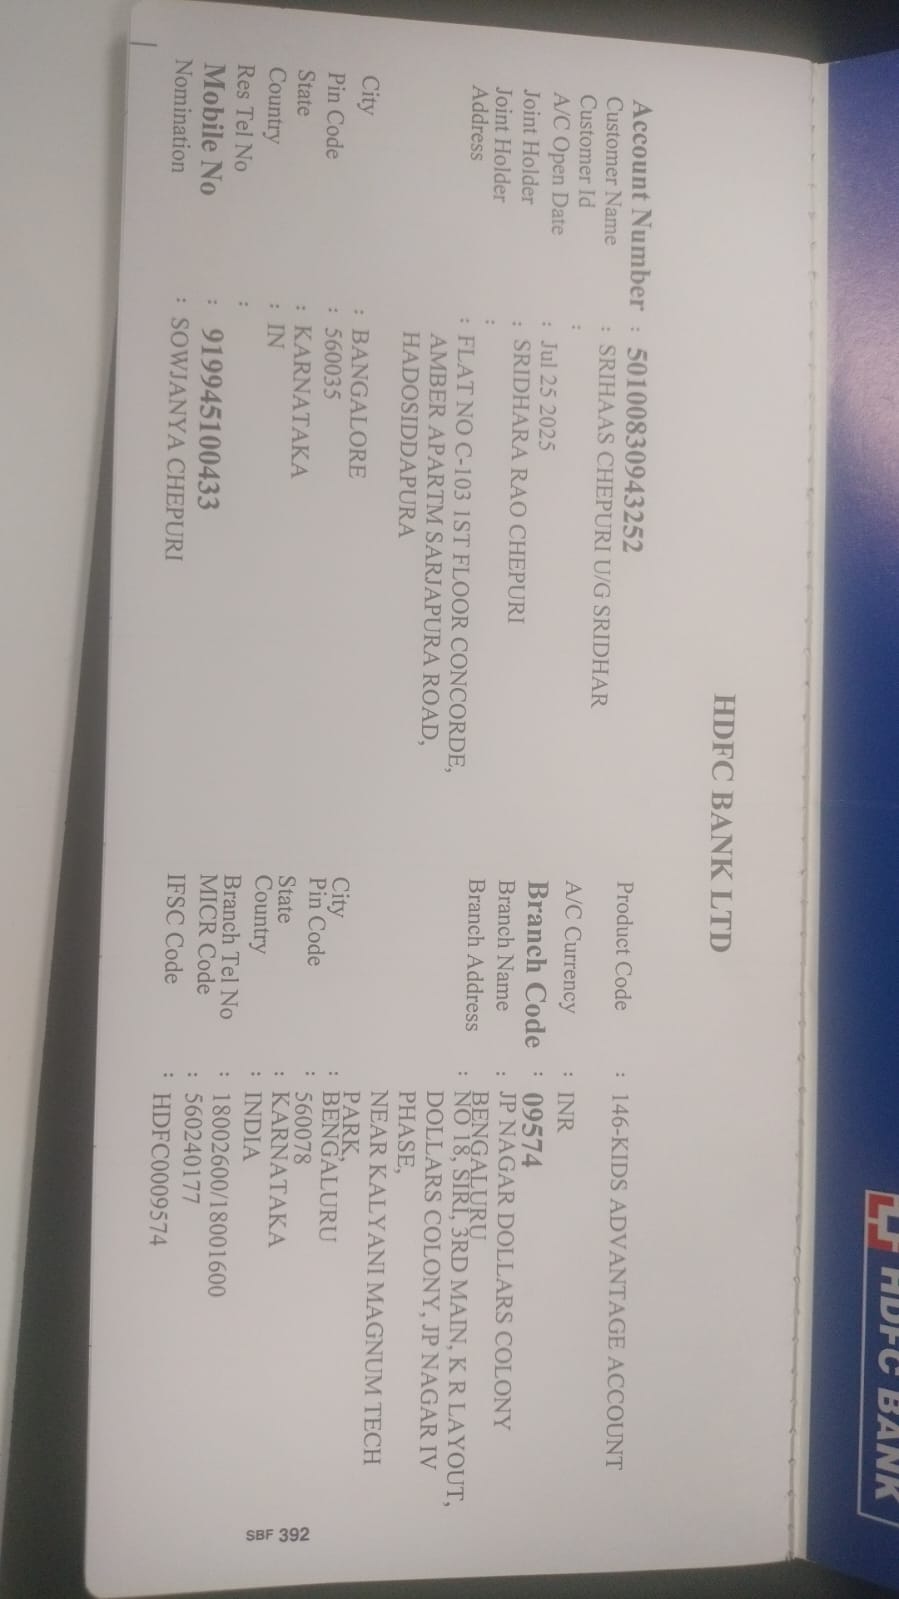 HDFC BANK
HDFC BANK LTD
Account Number : 50100830943252
Customer Name : SRIHAAS CHEPURI U/G SRIDHAR
Customer Id :
A/C Open Date : Jul 25 2025
Joint Holder : SRIDHARA RAO CHEPURI
Joint Holder :
Address : FLAT NO C-103 1ST FLOOR CONCORDE,
AMBER APARTM SARJAPURA ROAD,
HADOSIDDAPURA
City : BANGALORE
Pin Code : 560035
State : KARNATAKA
Country : IN
Res Tel No :
Mobile No : 919945100433
Nomination : SOWJANYA CHEPURI
Product Code : 146-KIDS ADVANTAGE ACCOUNT
A/C Currency : INR
Branch Code : 09574
Branch Name : JP NAGAR DOLLARS COLONY
BENGALURU
Branch Address : NO 18, SIRI, 3RD MAIN, K R LAYOUT,
DOLLARS COLONY, JP NAGAR IV
PHASE,
NEAR KALYANI MAGNUM TECH
PARK,
City : BENGALURU
Pin Code : 560078
State : KARNATAKA
Country : INDIA
Branch Tel No : 18002600/18001600
MICR Code : 560240177
IFSC Code : HDFC0009574
SBF 392